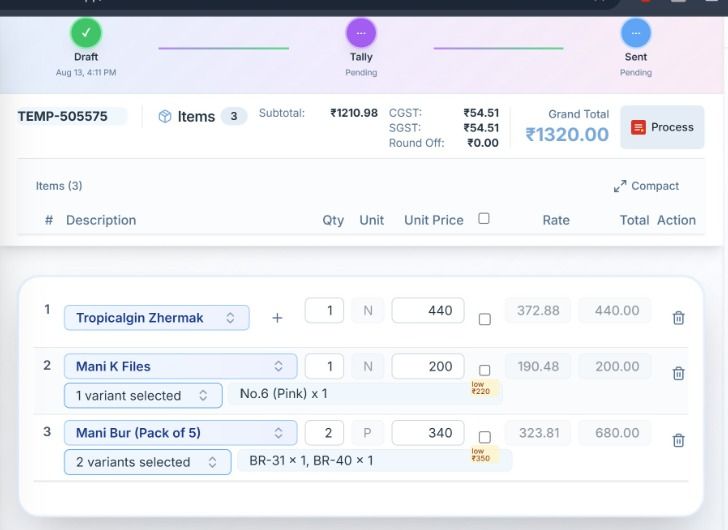 Draft
Aug 13, 4:11 PM
Tally
Pending
Sent
Pending
TEMP-505575
Items 3
Subtotal: ₹1210.98
CGST: ₹54.51
SGST: ₹54.51
Round Off: ₹0.00
Grand Total
₹1320.00
Process
Items (3)
Compact
# Description Qty Unit Unit Price Rate Total Action
1 Tropicalgin Zhermak + 1 N 440 372.88 440.00
2 Mani K Files 1 N 200 190.48 200.00
1 variant selected No.6 (Pink) x 1
low
₹220
3 Mani Bur (Pack of 5) 2 P 340 323.81 680.00
2 variants selected BR-31 × 1, BR-40 × 1
low
₹350